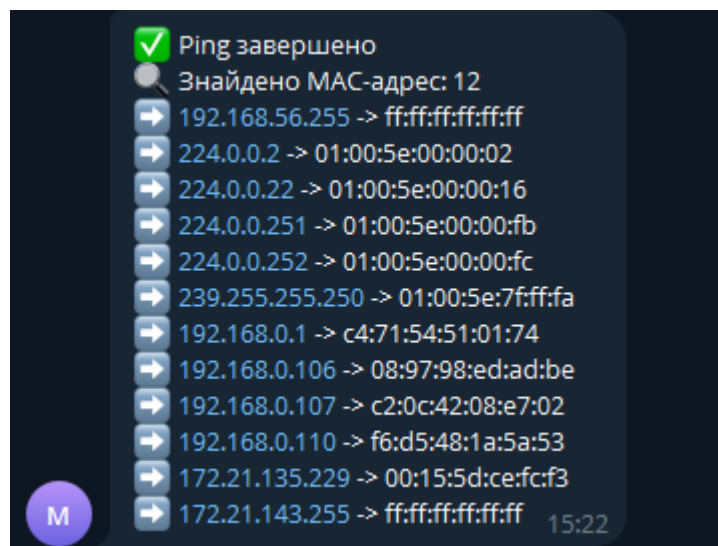 ✅ Ping завершено
🔍 Знайдено MAC-адрес: 12
➡️ 192.168.56.255 -> ff:ff:ff:ff:ff:ff
➡️ 224.0.0.2 -> 01:00:5e:00:00:02
➡️ 224.0.0.22 -> 01:00:5e:00:00:16
➡️ 224.0.0.251 -> 01:00:5e:00:00:fb
➡️ 224.0.0.252 -> 01:00:5e:00:00:fc
➡️ 239.255.255.250 -> 01:00:5e:7f:ff:fa
➡️ 192.168.0.1 -> c4:71:54:51:01:74
➡️ 192.168.0.106 -> 08:97:98:ed:ad:be
➡️ 192.168.0.107 -> c2:0c:42:08:e7:02
➡️ 192.168.0.110 -> f6:d5:48:1a:5a:53
➡️ 172.21.135.229 -> 00:15:5d:ce:fc:f3
➡️ 172.21.143.255 -> ff:ff:ff:ff:ff:ff
15:22
M